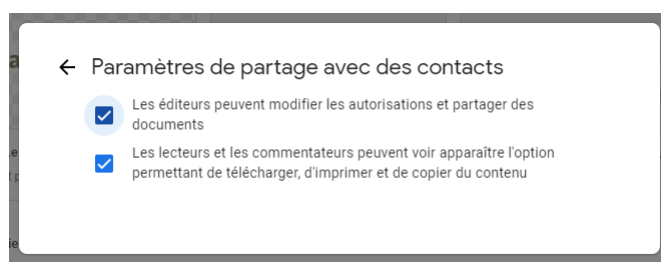 Paramètres de partage avec des contacts
Les éditeurs peuvent modifier les autorisations et partager des
documents
Les lecteurs et les commentateurs peuvent voir apparaître l'option
permettant de télécharger, d'imprimer et de copier du contenu